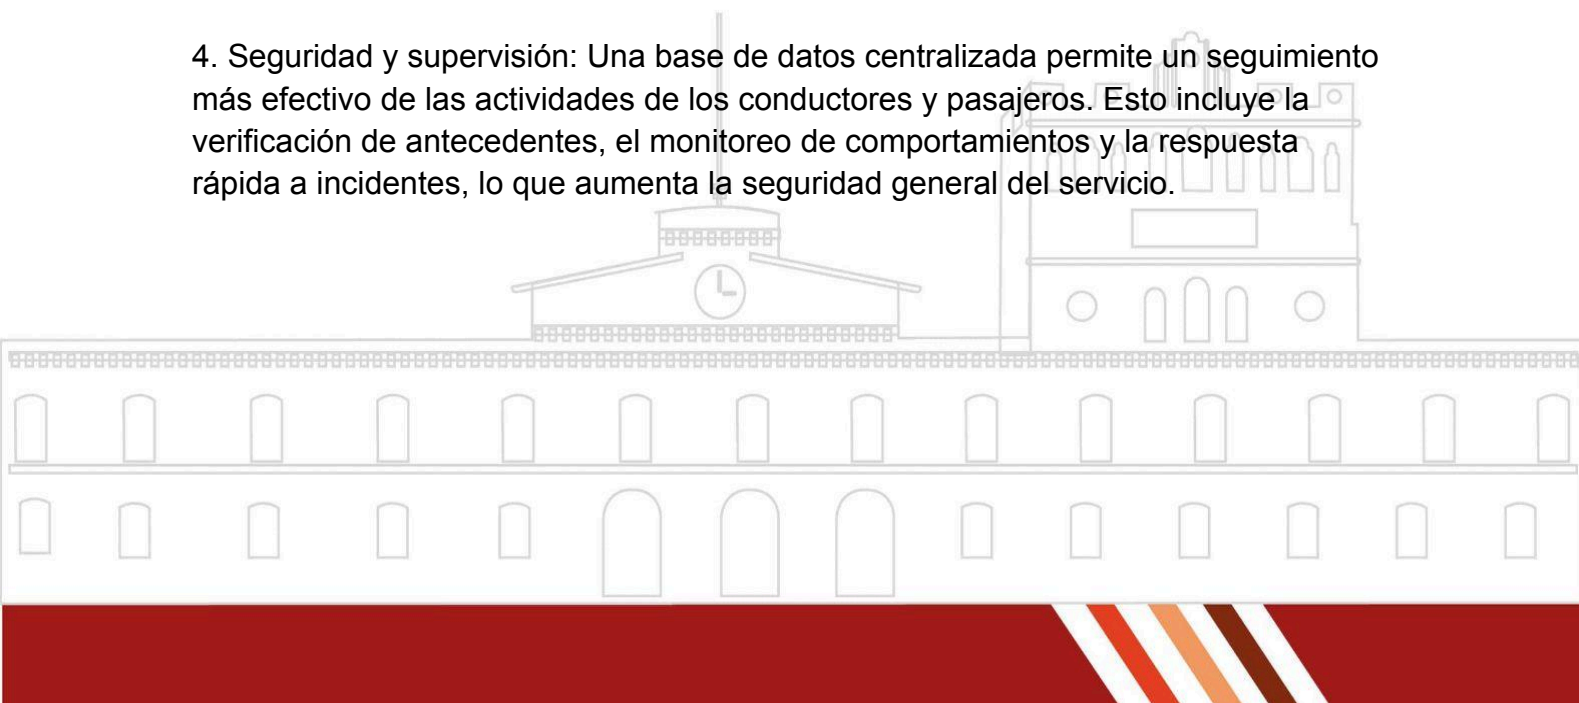 4. Seguridad y supervisión: Una base de datos centralizada permite un seguimiento
más efectivo de las actividades de los conductores y pasajeros. Esto incluye la
verificación de antecedentes, el monitoreo de comportamientos y la respuesta
rápida a incidentes, lo que aumenta la seguridad general del servicio.